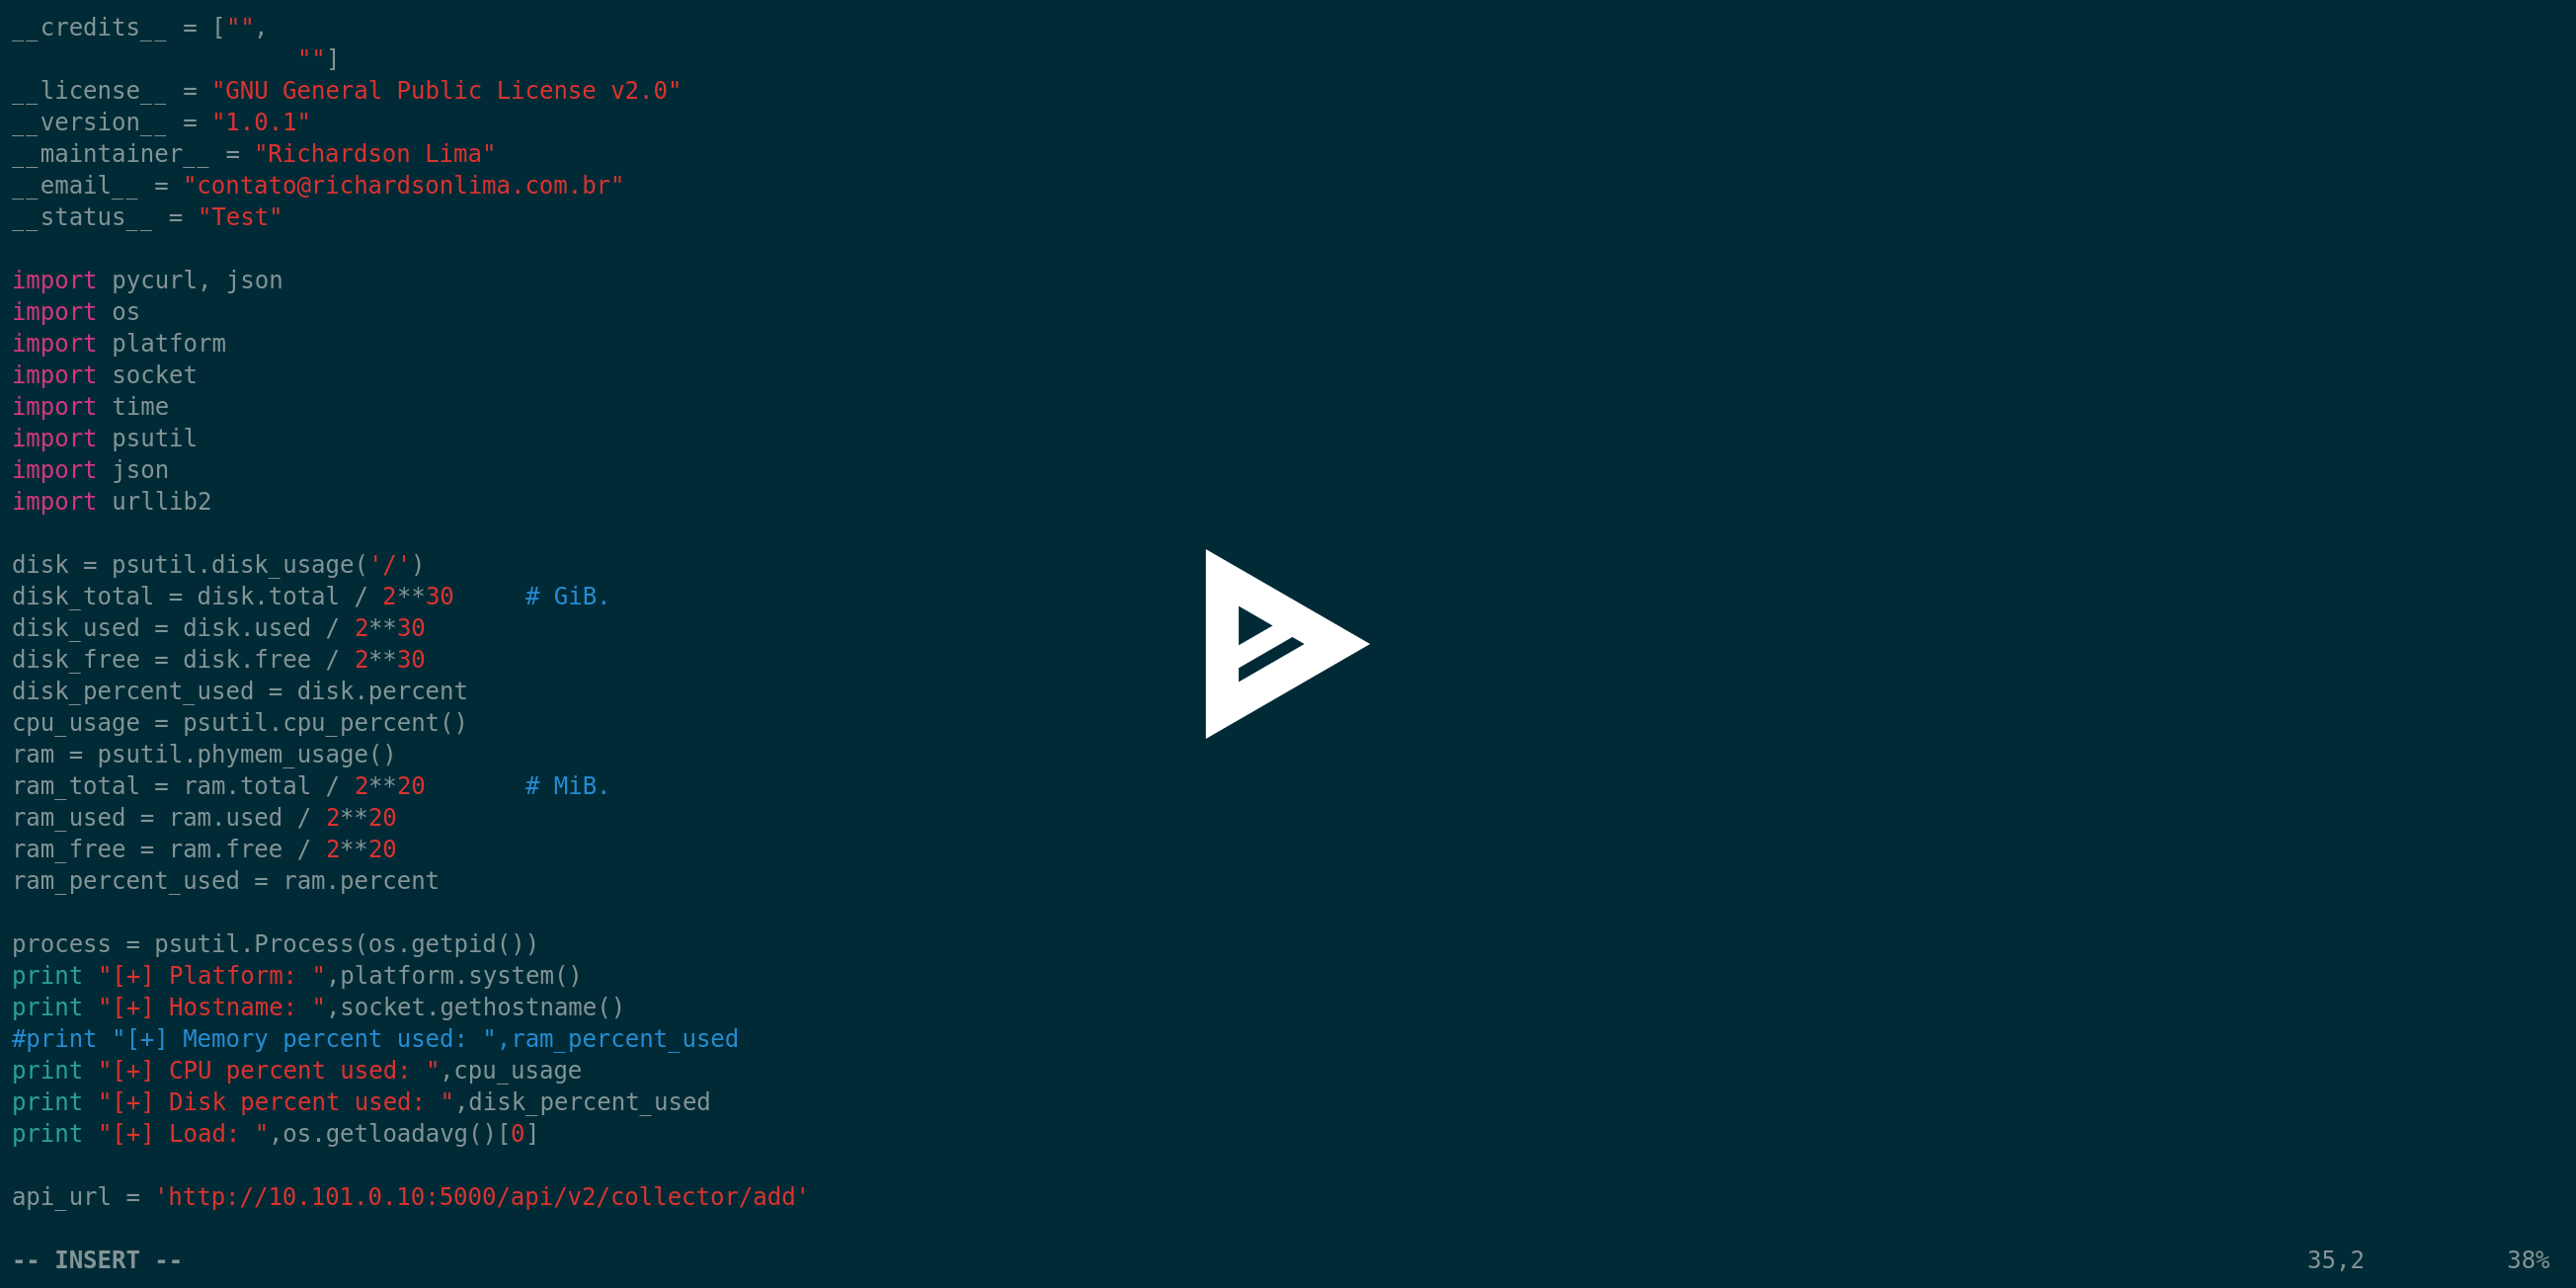 __credits__ = ["",
                    ""]
__license__ = "GNU General Public License v2.0"
__version__ = "1.0.1"
__maintainer__ = "Richardson Lima"
__email__ = "contato@richardsonlima.com.br"
__status__ = "Test"

import pycurl, json
import os
import platform
import socket
import time
import psutil
import json
import urllib2

disk = psutil.disk_usage('/')
disk_total = disk.total / 2**30     # GiB.
disk_used = disk.used / 2**30
disk_free = disk.free / 2**30
disk_percent_used = disk.percent
cpu_usage = psutil.cpu_percent()
ram = psutil.phymem_usage()
ram_total = ram.total / 2**20       # MiB.
ram_used = ram.used / 2**20
ram_free = ram.free / 2**20
ram_percent_used = ram.percent

process = psutil.Process(os.getpid())
print "[+] Platform: ",platform.system()
print "[+] Hostname: ",socket.gethostname()
#print "[+] Memory percent used: ",ram_percent_used
print "[+] CPU percent used: ",cpu_usage
print "[+] Disk percent used: ",disk_percent_used
print "[+] Load: ",os.getloadavg()[0]

api_url = 'http://10.101.0.10:5000/api/v2/collector/add'

-- INSERT -- 35,2 38%